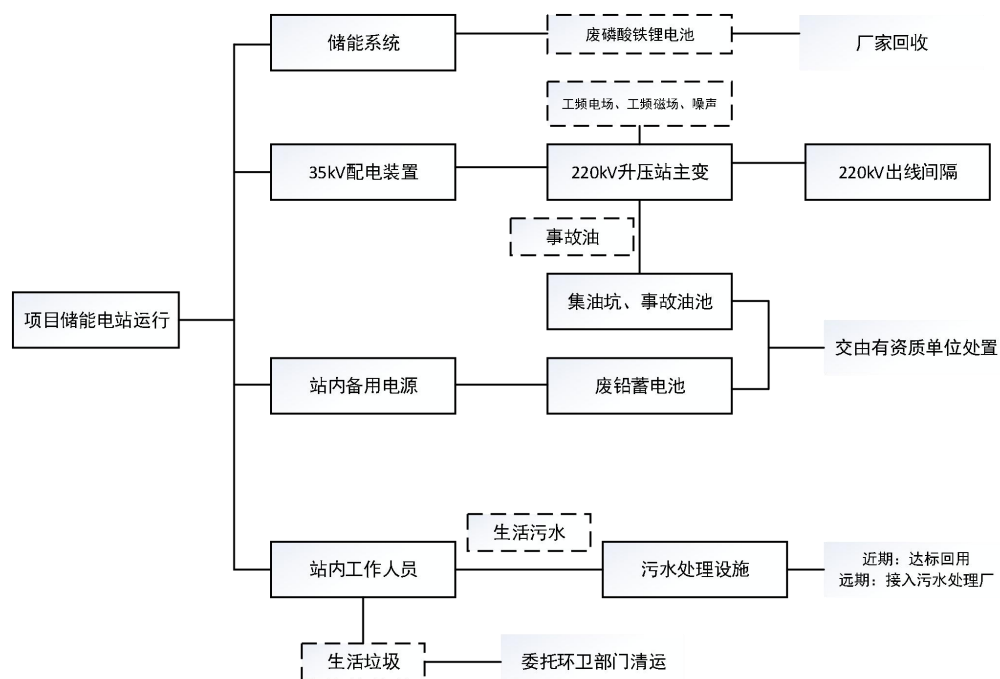 储能系统
废磷酸铁锂电池
厂家回收
工频电场、工频磁场、噪声
35kV配电装置
220kV升压站主变
220kV出线间隔
事故油
集油坑、事故油池
项目储能电站运行
交由有资质单位处置
站内备用电源
废铅蓄电池
生活污水
站内工作人员
污水处理设施
近期：达标回用
远期：接入污水处理厂
生活垃圾
委托环卫部门清运